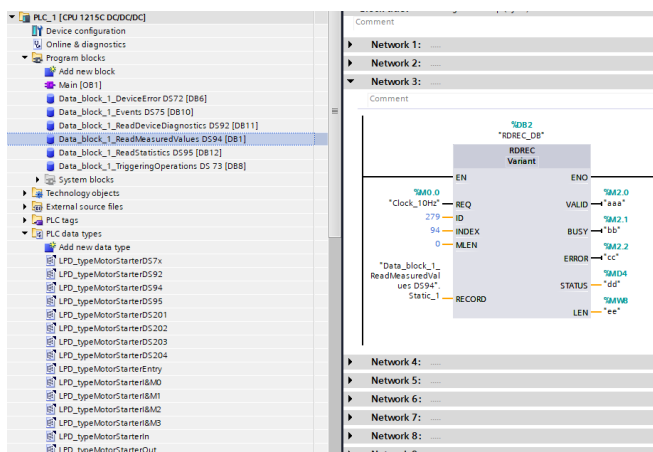 PLC_1 [CPU 1215C DC/DC/DC]
Device configuration
Online & diagnostics
Program blocks
Add new block
Main [OB1]
Data_block_1_DeviceError DS72 [DB6]
Data_block_1_Events DS75 [DB10]
Data_block_1_ReadDeviceDiagnostics DS92 [DB11]
Data_block_1_ReadMeasuredValues DS94 [DB1]
Data_block_1_ReadStatistics DS95 [DB12]
Data_block_1_TriggeringOperations DS 73 [DB8]
System blocks
Technology objects
External source files
PLC tags
PLC data types
Add new data type
LPD_typeMotorStarterDS7x
LPD_typeMotorStarterDS92
LPD_typeMotorStarterDS94
LPD_typeMotorStarterDS95
LPD_typeMotorStarterDS201
LPD_typeMotorStarterDS202
LPD_typeMotorStarterDS203
LPD_typeMotorStarterDS204
LPD_typeMotorStarterEntry
LPD_typeMotorStarterI&M0
LPD_typeMotorStarterI&M1
LPD_typeMotorStarterI&M2
LPD_typeMotorStarterI&M3
LPD_typeMotorStarterIn
LPD_typeMotorStarterOut
Comment
Network 1: .....
Network 2: .....
Network 3: .....
Comment
%DB2
"RDREC_DB"
RDREC
Variant
EN ENO
%M0.0
"Clock_10Hz" REQ
279 ID
94 INDEX
0 MLEN
"Data_block_1_
ReadMeasuredVal
ues DS94".
Static_1 RECORD
%M2.0
VALID "aaa"
%M2.1
BUSY "bb"
%M2.2
ERROR "cc"
%MD4
STATUS "dd"
%MW8
LEN "ee"
Network 4: .....
Network 5: .....
Network 6: .....
Network 7: .....
Network 8: .....